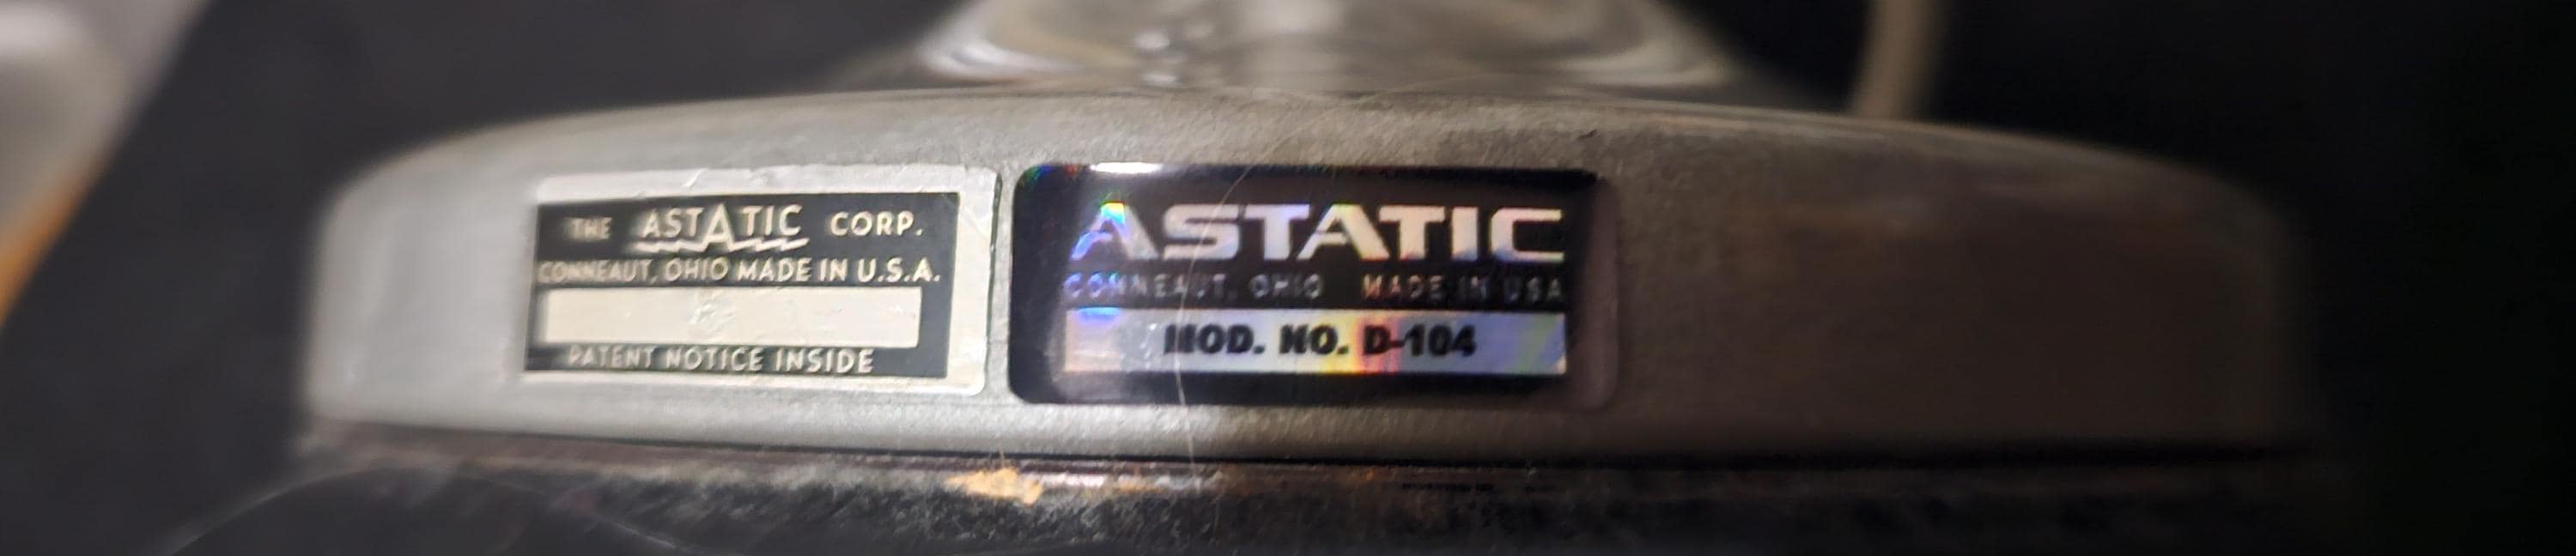 THE ASTATIC CORP.
CONNEAUT, OHIO MADE IN U.S.A.
PATENT NOTICE INSIDE
ASTATIC
CONNEAUT, OHIO MADE IN USA
MOD. NO. D-104